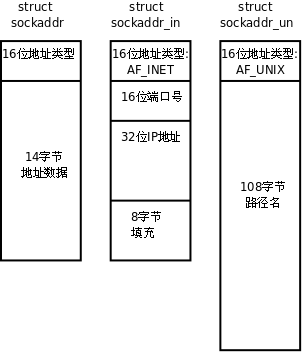 struct
sockaddr
16位地址类型
14字节
地址数据
struct
sockaddr_in
16位地址类型:
AF_INET
16位端口号
32位IP地址
8字节
填充
struct
sockaddr_un
16位地址类型:
AF_UNIX
108字节
路径名